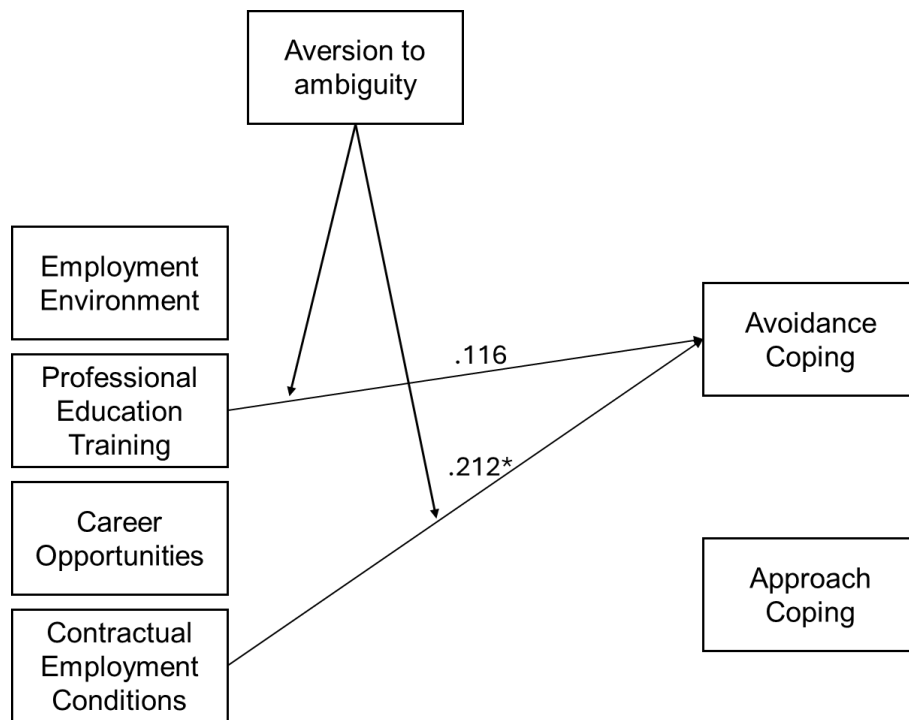 Aversion to
ambiguity
Employment
Environment
Professional
Education
Training
Career
Opportunities
Contractual
Employment
Conditions
.116
.212*
Avoidance
Coping
Approach
Coping